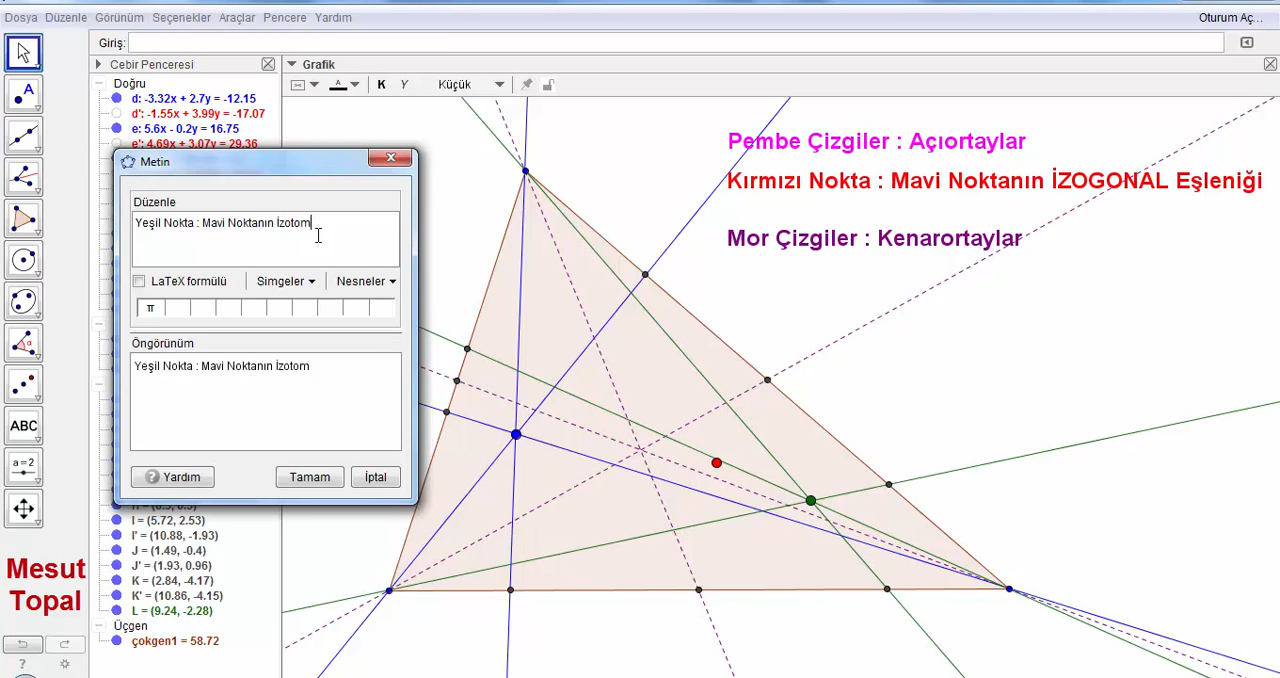 Dosya Düzenle Görünüm Seçenekler Araçlar Pencere Yardım
Oturum Aç...
Giriş:
Cebir Penceresi
Grafik
K Y Küçük
Doğru
d: -3.32x + 2.7y = -12.15
d': -1.55x + 3.99y = -17.07
e: 5.6x - 0.2y = 16.75
e': 4.69x + 3.07y = 29.36
Metin
Düzenle
Yeşil Nokta : Mavi Noktanın İzotom
LaTeX formülü Simgeler Nesneler
π
Öngörünüm
Yeşil Nokta : Mavi Noktanın İzotom
Yardım Tamam İptal
Pembe Çizgiler : Açıortaylar
Kırmızı Nokta : Mavi Noktanın İZOGONAL Eşleniği
Mor Çizgiler : Kenarortaylar
A
α
ABC
a=2
I = (5.72, 2.53)
I' = (10.88, -1.93)
J = (1.49, -0.4)
J' = (1.93, 0.96)
K = (2.84, -4.17)
K' = (10.86, -4.15)
L = (9.24, -2.28)
Üçgen
çokgen1 = 58.72
Mesut
Topal
?